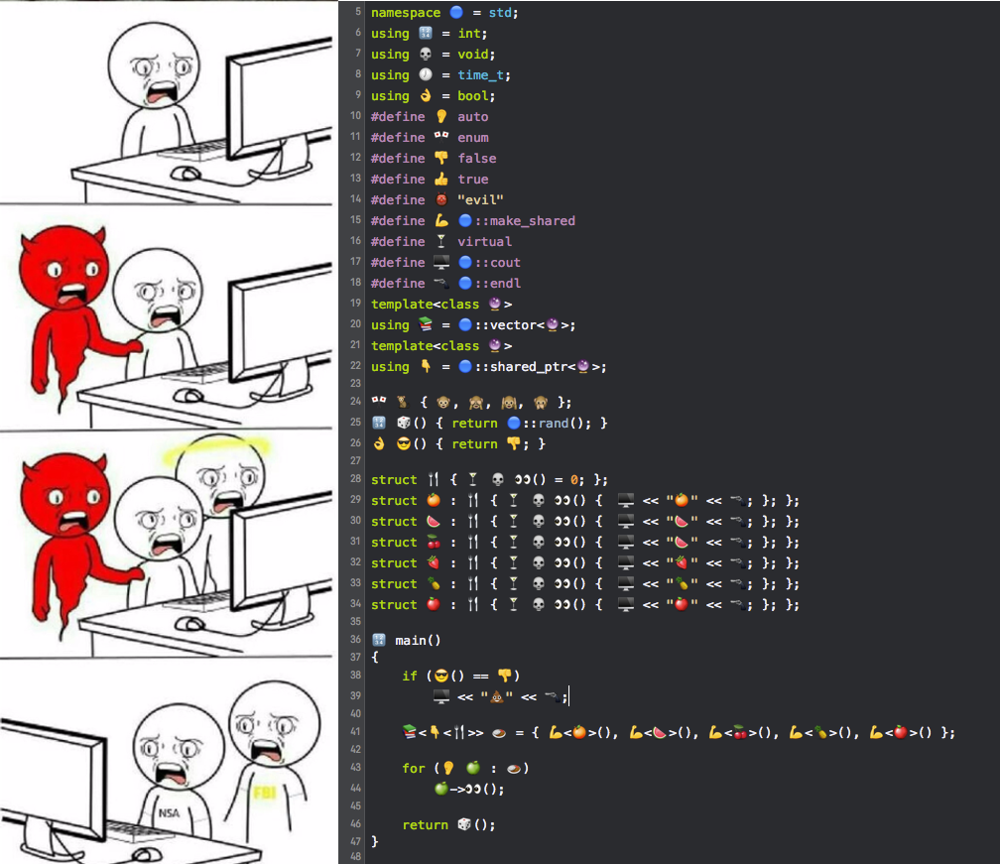 NSA
FBI
5 namespace 🔵 = std;
6 using 🔢 = int;
7 using 💀 = void;
8 using 🕖 = time_t;
9 using 👌 = bool;
10 #define 👂 auto
11 #define 🎴🎴 enum
12 #define 👎 false
13 #define 👍 true
14 #define 👹 "evil"
15 #define 💪 🔵::make_shared
16 #define 🍸 virtual
17 #define 🖥 🔵::cout
18 #define 🔫 🔵::endl
19 template<class 🔮>
20 using 📚 = 🔵::vector<🔮>;
21 template<class 🔮>
22 using 👇 = 🔵::shared_ptr<🔮>;
23
24 🎴🎴 🐒 { 🐵, 🙈, 🙉, 🙊 };
25 🔢 🎲() { return 🔵::rand(); }
26 👌 😎() { return 👎; }
27
28 struct 🍴 { 🍸 💀 👀() = 0; };
29 struct 🍊 : 🍴 { 🍸 💀 👀() { 🖥 << "🍊" << 🔫; }; };
30 struct 🍉 : 🍴 { 🍸 💀 👀() { 🖥 << "🍉" << 🔫; }; };
31 struct 🍒 : 🍴 { 🍸 💀 👀() { 🖥 << "🍉" << 🔫; }; };
32 struct 🍓 : 🍴 { 🍸 💀 👀() { 🖥 << "🍓" << 🔫; }; };
33 struct 🍍 : 🍴 { 🍸 💀 👀() { 🖥 << "🍍" << 🔫; }; };
34 struct 🍎 : 🍴 { 🍸 💀 👀() { 🖥 << "🍎" << 🔫; }; };
35
36 🔢 main()
37 {
38 if (😎() == 👎)
39 🖥 << "💩" << 🔫;
40
41 📚<👇<🍴>> 🥘 = { 💪<🍊>(), 💪<🍉>(), 💪<🍒>(), 💪<🍍>(), 💪<🍎>() };
42
43 for (👂 🍏 : 🥘)
44 🍏->👀();
45
46 return 🎲();
47 }
48